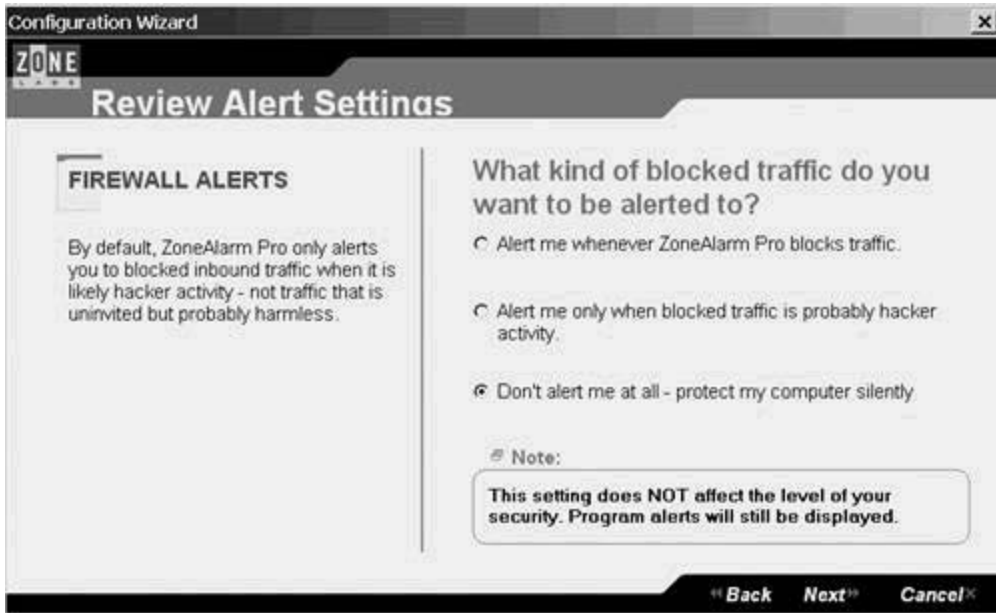 Configuration Wizard
ZONE
LABS
Review Alert Settings
FIREWALL ALERTS
By default, ZoneAlarm Pro only alerts
you to blocked inbound traffic when it is
likely hacker activity - not traffic that is
uninvited but probably harmless.
What kind of blocked traffic do you
want to be alerted to?
Alert me whenever ZoneAlarm Pro blocks traffic.
Alert me only when blocked traffic is probably hacker
activity.
Don't alert me at all - protect my computer silently
Note:
This setting does NOT affect the level of your
security. Program alerts will still be displayed.
Back Next Cancel